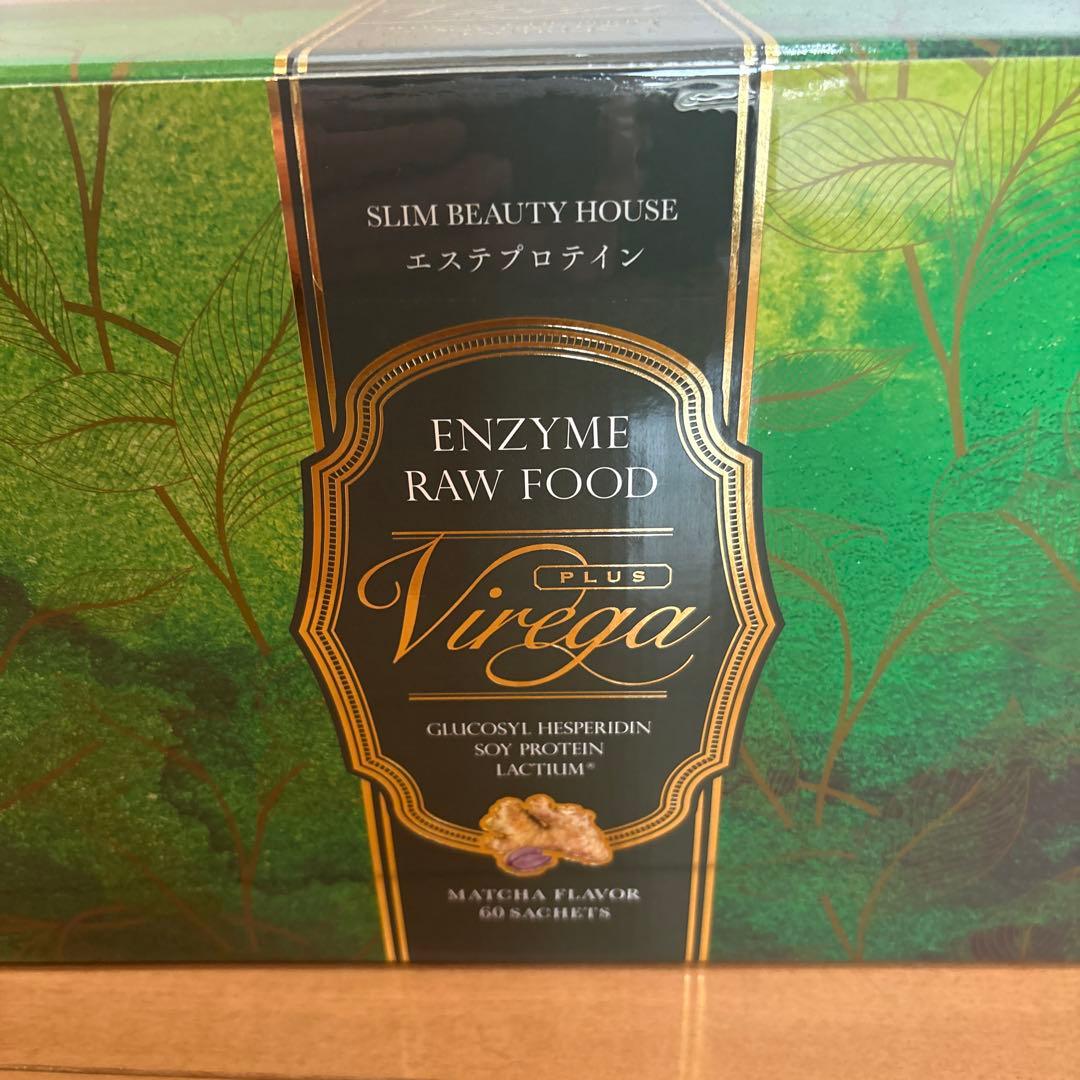 SLIM BEAUTY HOUSE
エステプロテイン
ENZYME
RAW FOOD
PLUS
Virega
GLUCOSYL HESPERIDIN
SOY PROTEIN
LACTIUM®
MATCHA FLAVOR
60 SACHETS